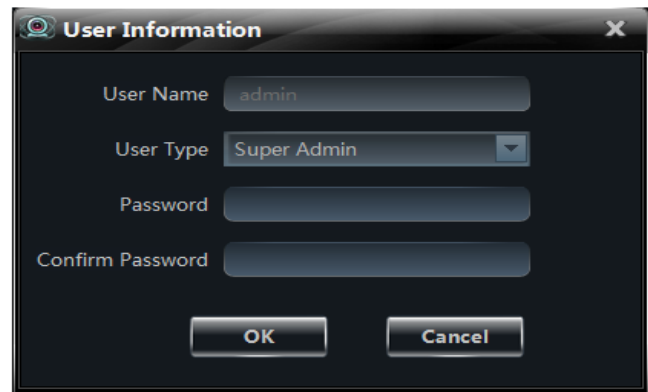 User Information
User Name admin
User Type Super Admin
Password
Confirm Password
OK Cancel